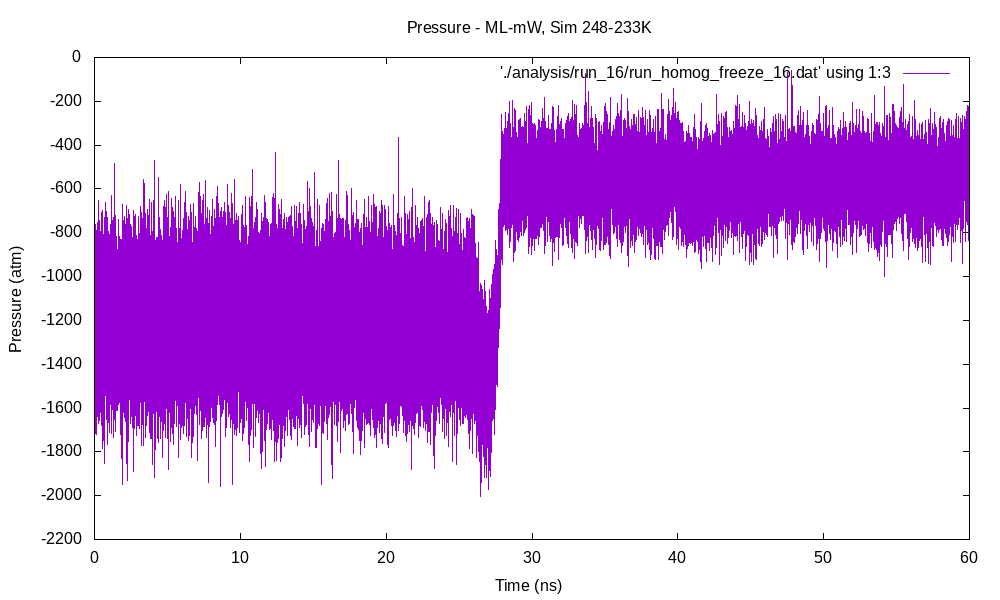 Pressure - ML-mW, Sim 248-233K
'./analysis/run_16/run_homog_freeze_16.dat' using 1:3
0
-200
-400
-600
-800
-1000
-1200
-1400
-1600
-1800
-2000
-2200
Pressure (atm)
0 10 20 30 40 50 60
Time (ns)